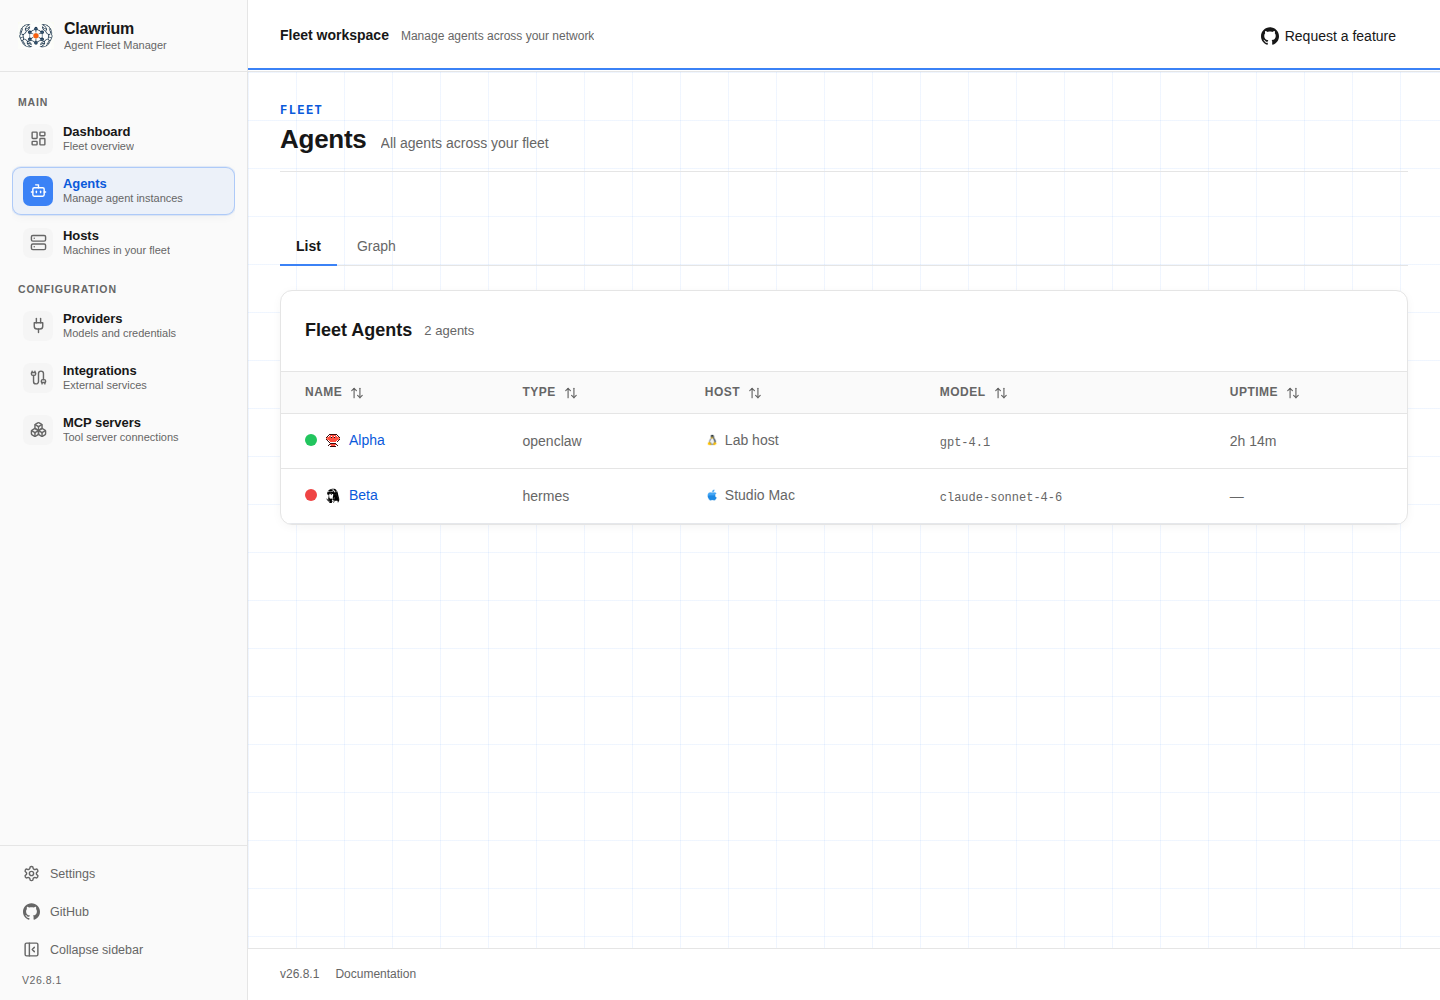 Clawrium
Agent Fleet Manager
MAIN
Dashboard
Fleet overview
Agents
Manage agent instances
Hosts
Machines in your fleet
CONFIGURATION
Providers
Models and credentials
Integrations
External services
MCP servers
Tool server connections
Settings
GitHub
Collapse sidebar
V26.8.1
Fleet workspace Manage agents across your network
Request a feature
FLEET
Agents All agents across your fleet
List Graph
Fleet Agents 2 agents
NAME TYPE HOST MODEL UPTIME
Alpha openclaw Lab host gpt-4.1 2h 14m
Beta hermes Studio Mac claude-sonnet-4-6 —
v26.8.1 Documentation